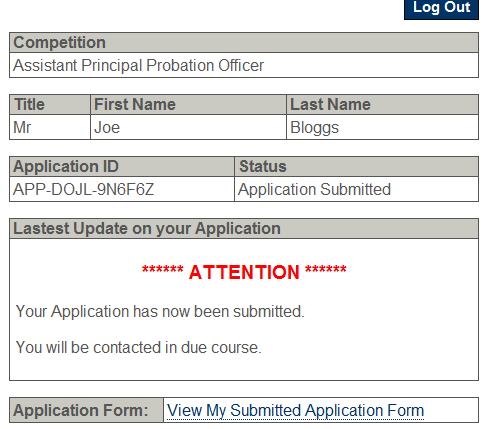 Log Out
Competition
Assistant Principal Probation Officer
Title First Name Last Name
Mr Joe Bloggs
Application ID Status
APP-DOJL-9N6F6Z Application Submitted
Lastest Update on your Application
****** ATTENTION ******
Your Application has now been submitted.
You will be contacted in due course.
Application Form: View My Submitted Application Form